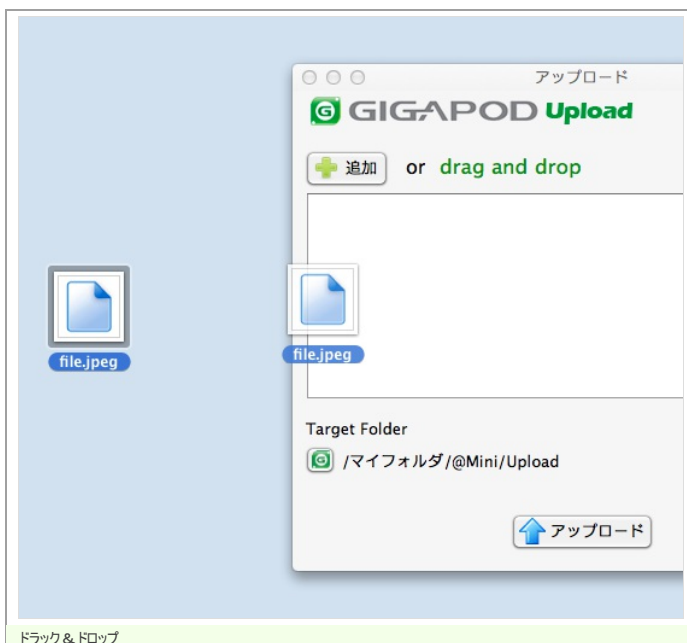 アップロード
GIGAPOD Upload
追加 or drag and drop
file.jpeg
file.jpeg
Target Folder
/マイフォルダ/@Mini/Upload
アップロード
ドラック & ドロップ